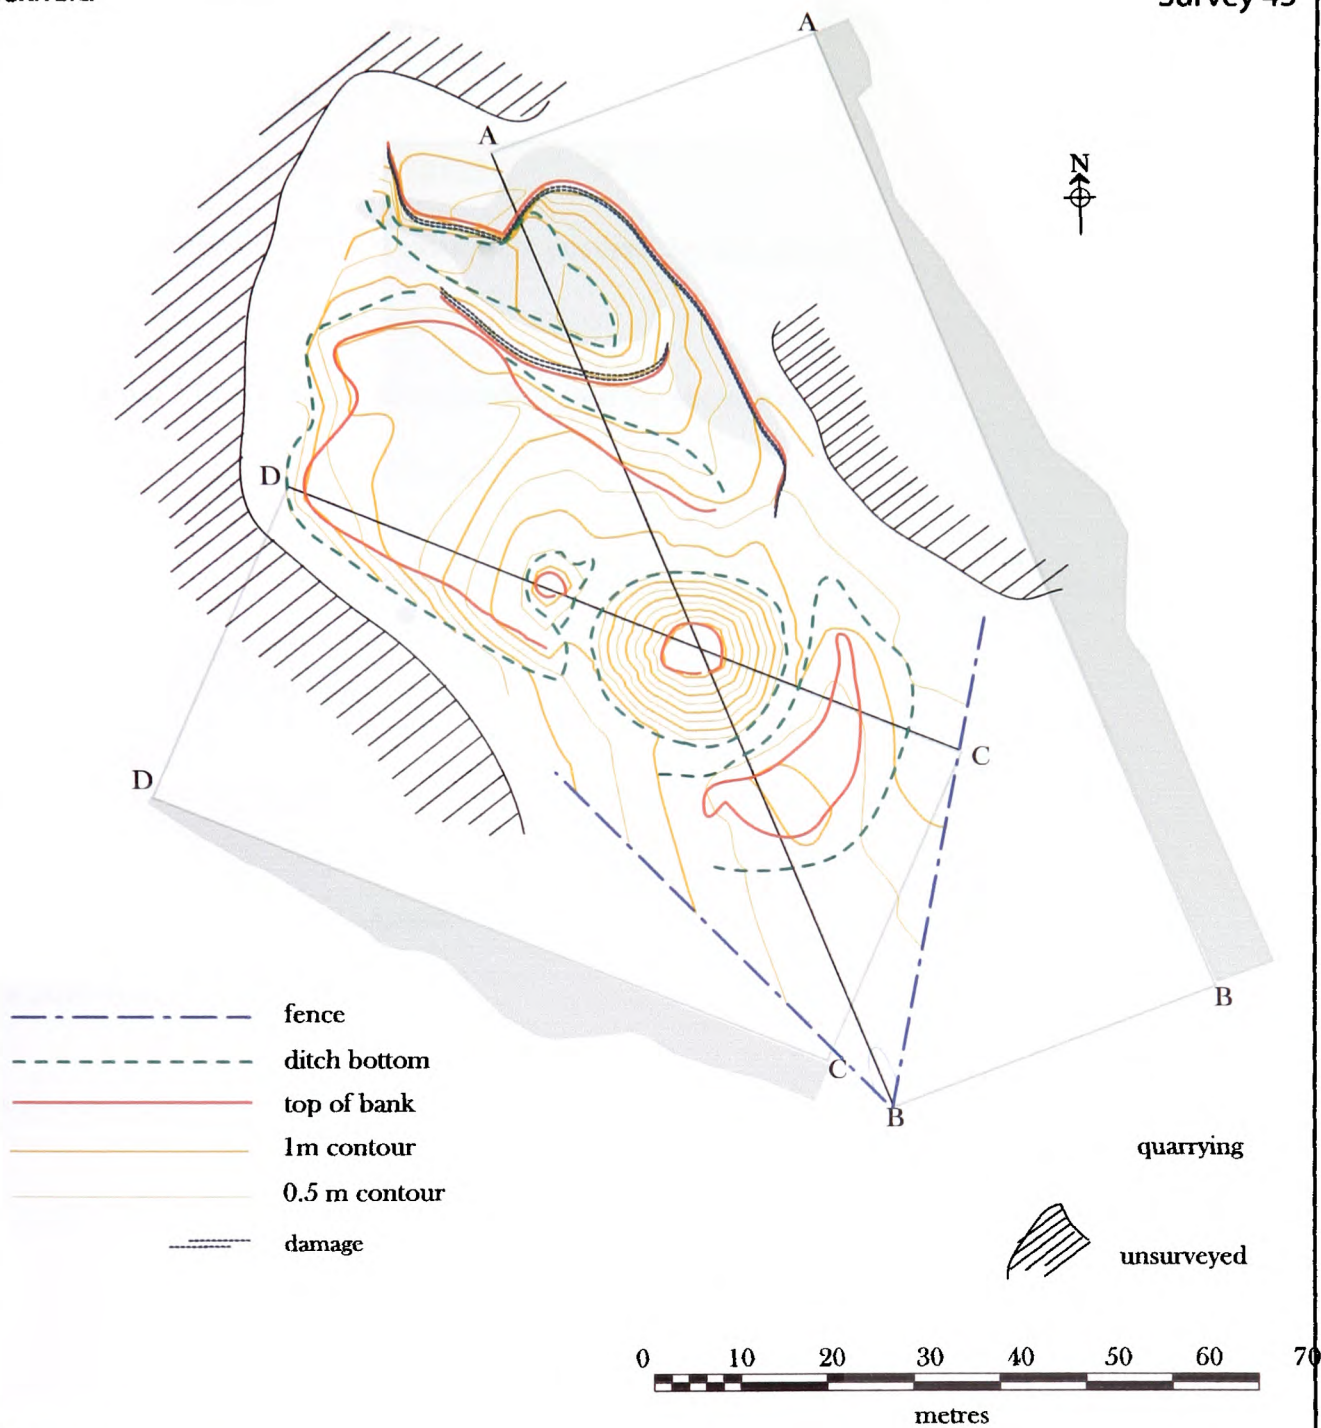 A
A
N
D
C
D
B
C
B
fence
ditch bottom
top of bank
1m contour
0.5 m contour
damage
quarrying
unsurveyed
0 10 20 30 40 50 60 70
metres